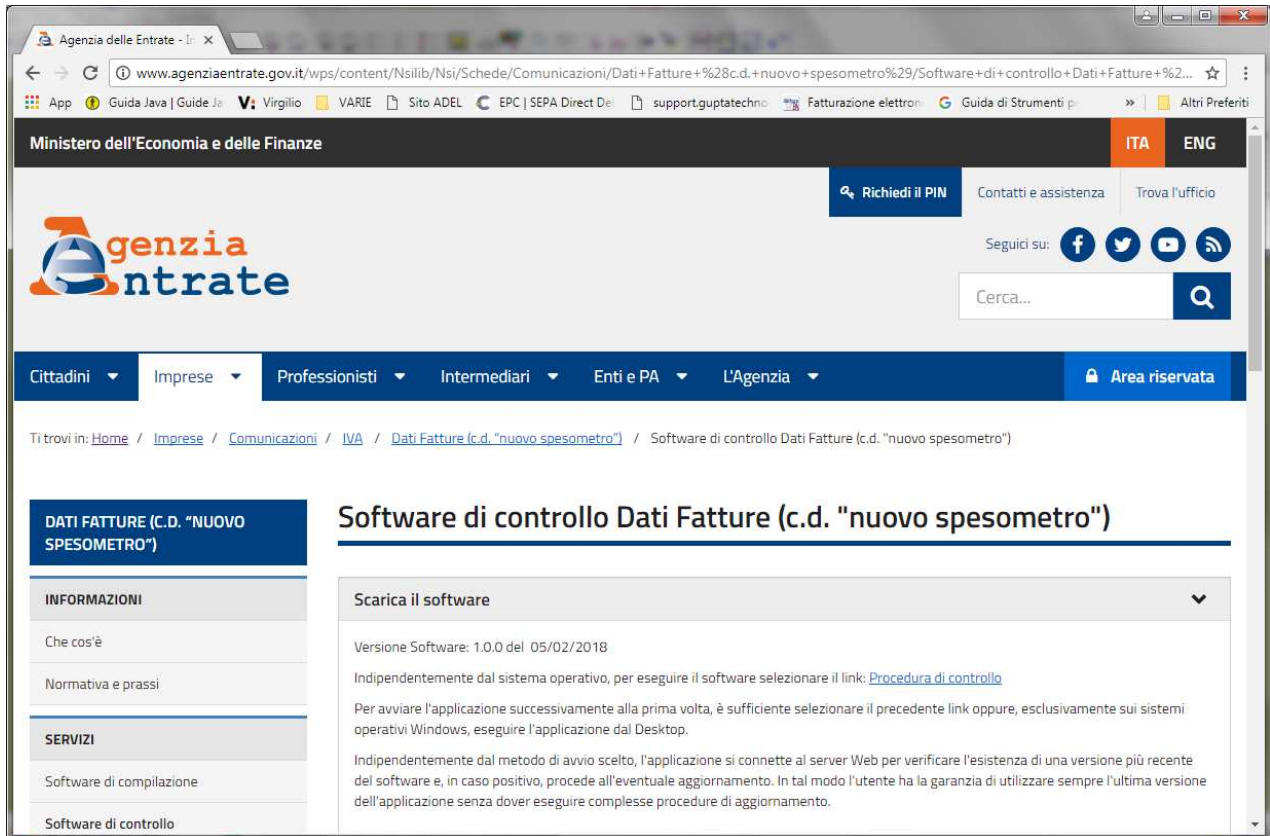 Agenzia delle Entrate - In
www.agenziaentrate.gov.it/wps/content/Nsilib/Nsi/Schede/Comunicazioni/Dati+Fatture+%28c.d.+nuovo+spesometro%29/Software+di+controllo+Dati+Fatture+%2...
App Guida Java | Guide Ja Virgilio VARIE Sito ADEL EPC | SEPA Direct De support.guptatechno Fatturazione elettron Guida di Strumenti p » Altri Preferiti
Ministero dell'Economia e delle Finanze ITA ENG
Richiedi il PIN Contatti e assistenza Trova l'ufficio
Agenzia
Entrate
Seguici su:
Cerca...
Cittadini Imprese Professionisti Intermediari Enti e PA L'Agenzia Area riservata
Ti trovi in: Home / Imprese / Comunicazioni / IVA / Dati Fatture (c.d. "nuovo spesometro") / Software di controllo Dati Fatture (c.d. "nuovo spesometro")
DATI FATTURE (C.D. "NUOVO
SPESOMETRO")
INFORMAZIONI
Che cos'è
Normativa e prassi
SERVIZI
Software di compilazione
Software di controllo
Software di controllo Dati Fatture (c.d. "nuovo spesometro")
Scarica il software
Versione Software: 1.0.0 del 05/02/2018
Indipendentemente dal sistema operativo, per eseguire il software selezionare il link: Procedura di controllo
Per avviare l'applicazione successivamente alla prima volta, è sufficiente selezionare il precedente link oppure, esclusivamente sui sistemi
operativi Windows, eseguire l'applicazione dal Desktop.
Indipendentemente dal metodo di avvio scelto, l'applicazione si connette al server Web per verificare l'esistenza di una versione più recente
del software e, in caso positivo, procede all'eventuale aggiornamento. In tal modo l'utente ha la garanzia di utilizzare sempre l'ultima versione
dell'applicazione senza dover eseguire complesse procedure di aggiornamento.